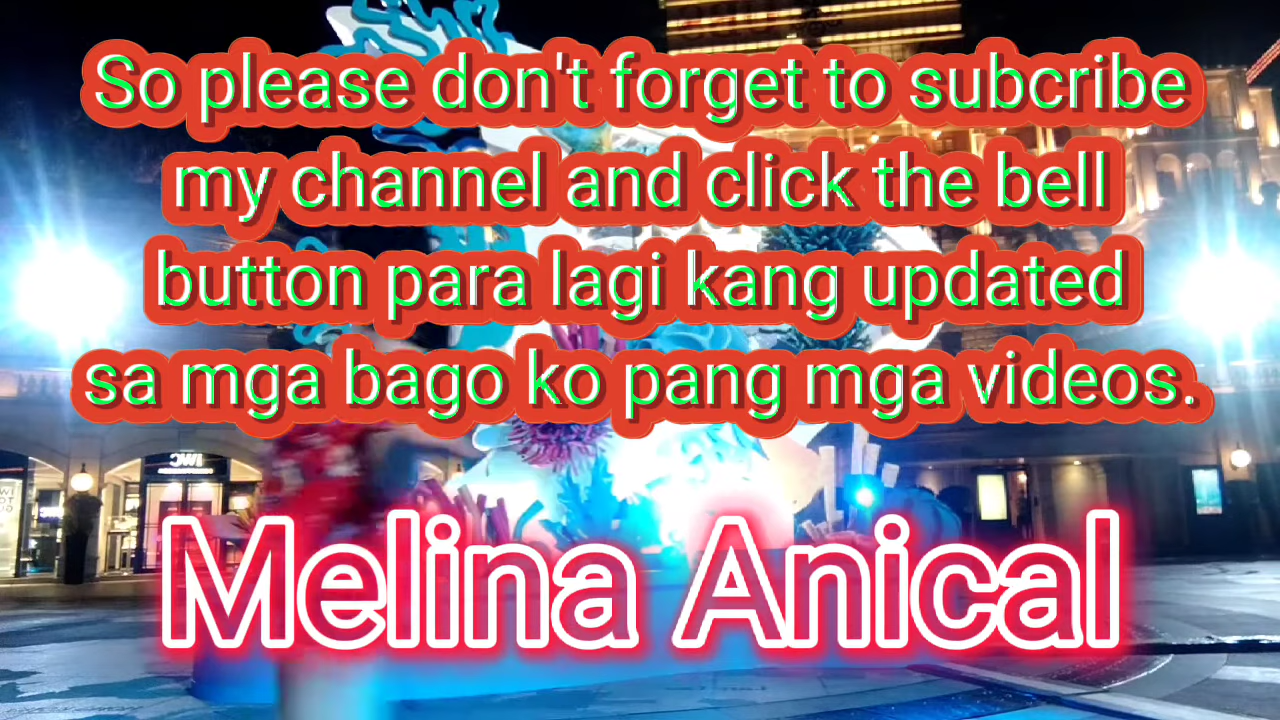 So please don't forget to subcribe
my channel and click the bell
button para lagi kang updated
sa mga bago ko pang mga videos.
IWC
Melina Anical